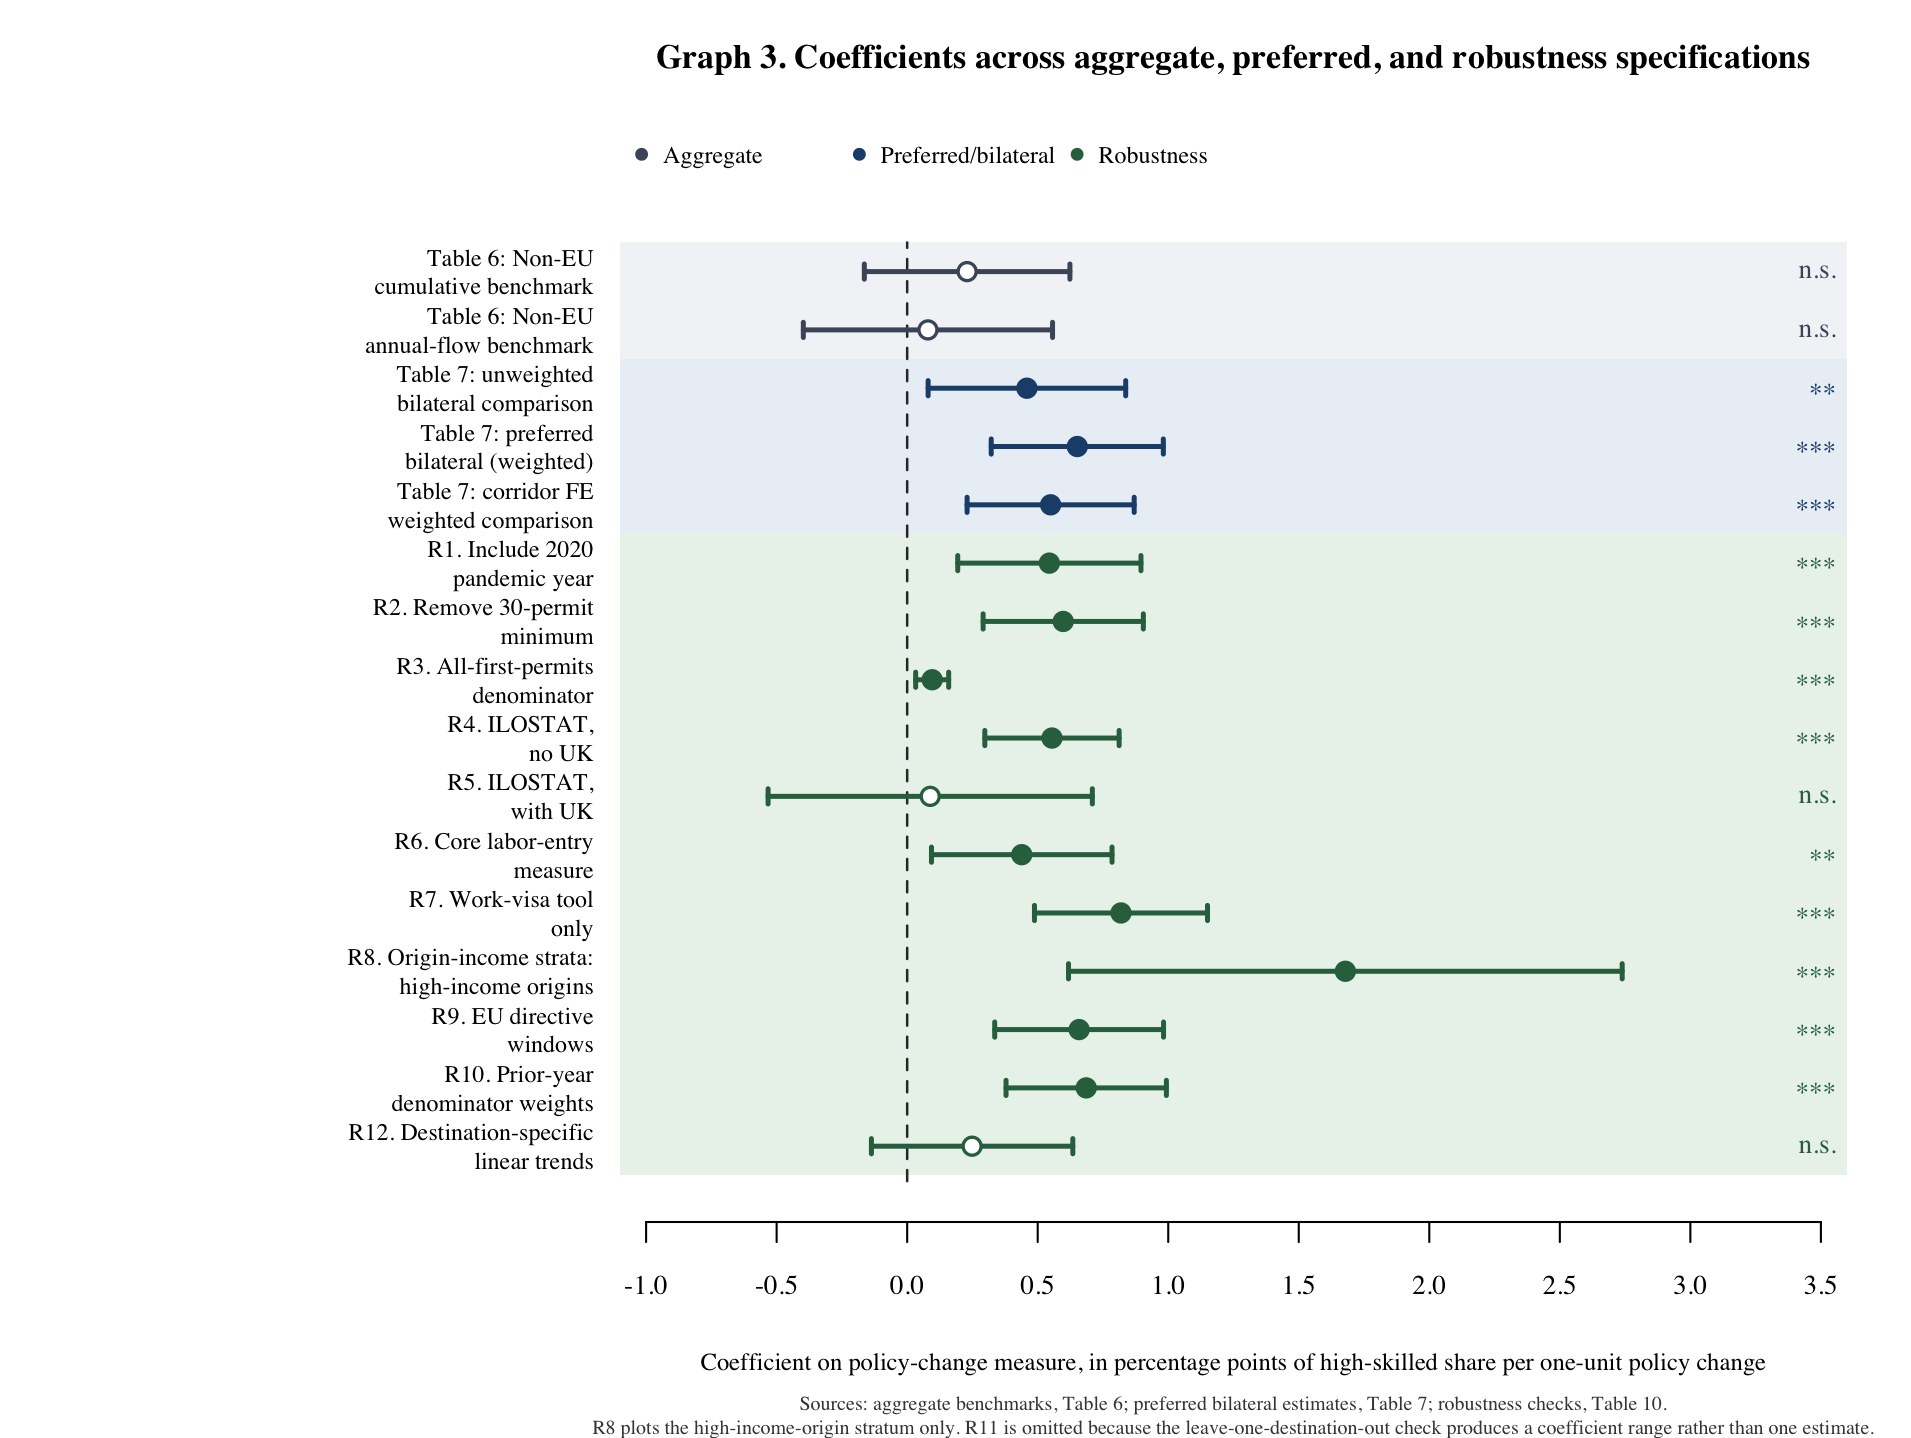 Graph 3. Coefficients across aggregate, preferred, and robustness specifications
Aggregate
Preferred/bilateral
Robustness
Table 6: Non-EU
cumulative benchmark
n.s.
Table 6: Non-EU
annual-flow benchmark
n.s.
Table 7: unweighted
bilateral comparison
**
Table 7: preferred
bilateral (weighted)
***
Table 7: corridor FE
weighted comparison
***
R1. Include 2020
pandemic year
***
R2. Remove 30-permit
minimum
***
R3. All-first-permits
denominator
***
R4. ILOSTAT,
no UK
***
R5. ILOSTAT,
with UK
n.s.
R6. Core labor-entry
measure
**
R7. Work-visa tool
only
***
R8. Origin-income strata:
high-income origins
***
R9. EU directive
windows
***
R10. Prior-year
denominator weights
***
R12. Destination-specific
linear trends
n.s.
-1.0 -0.5 0.0 0.5 1.0 1.5 2.0 2.5 3.0 3.5
Coefficient on policy-change measure, in percentage points of high-skilled share per one-unit policy change
Sources: aggregate benchmarks, Table 6; preferred bilateral estimates, Table 7; robustness checks, Table 10.
R8 plots the high-income-origin stratum only. R11 is omitted because the leave-one-destination-out check produces a coefficient range rather than one estimate.